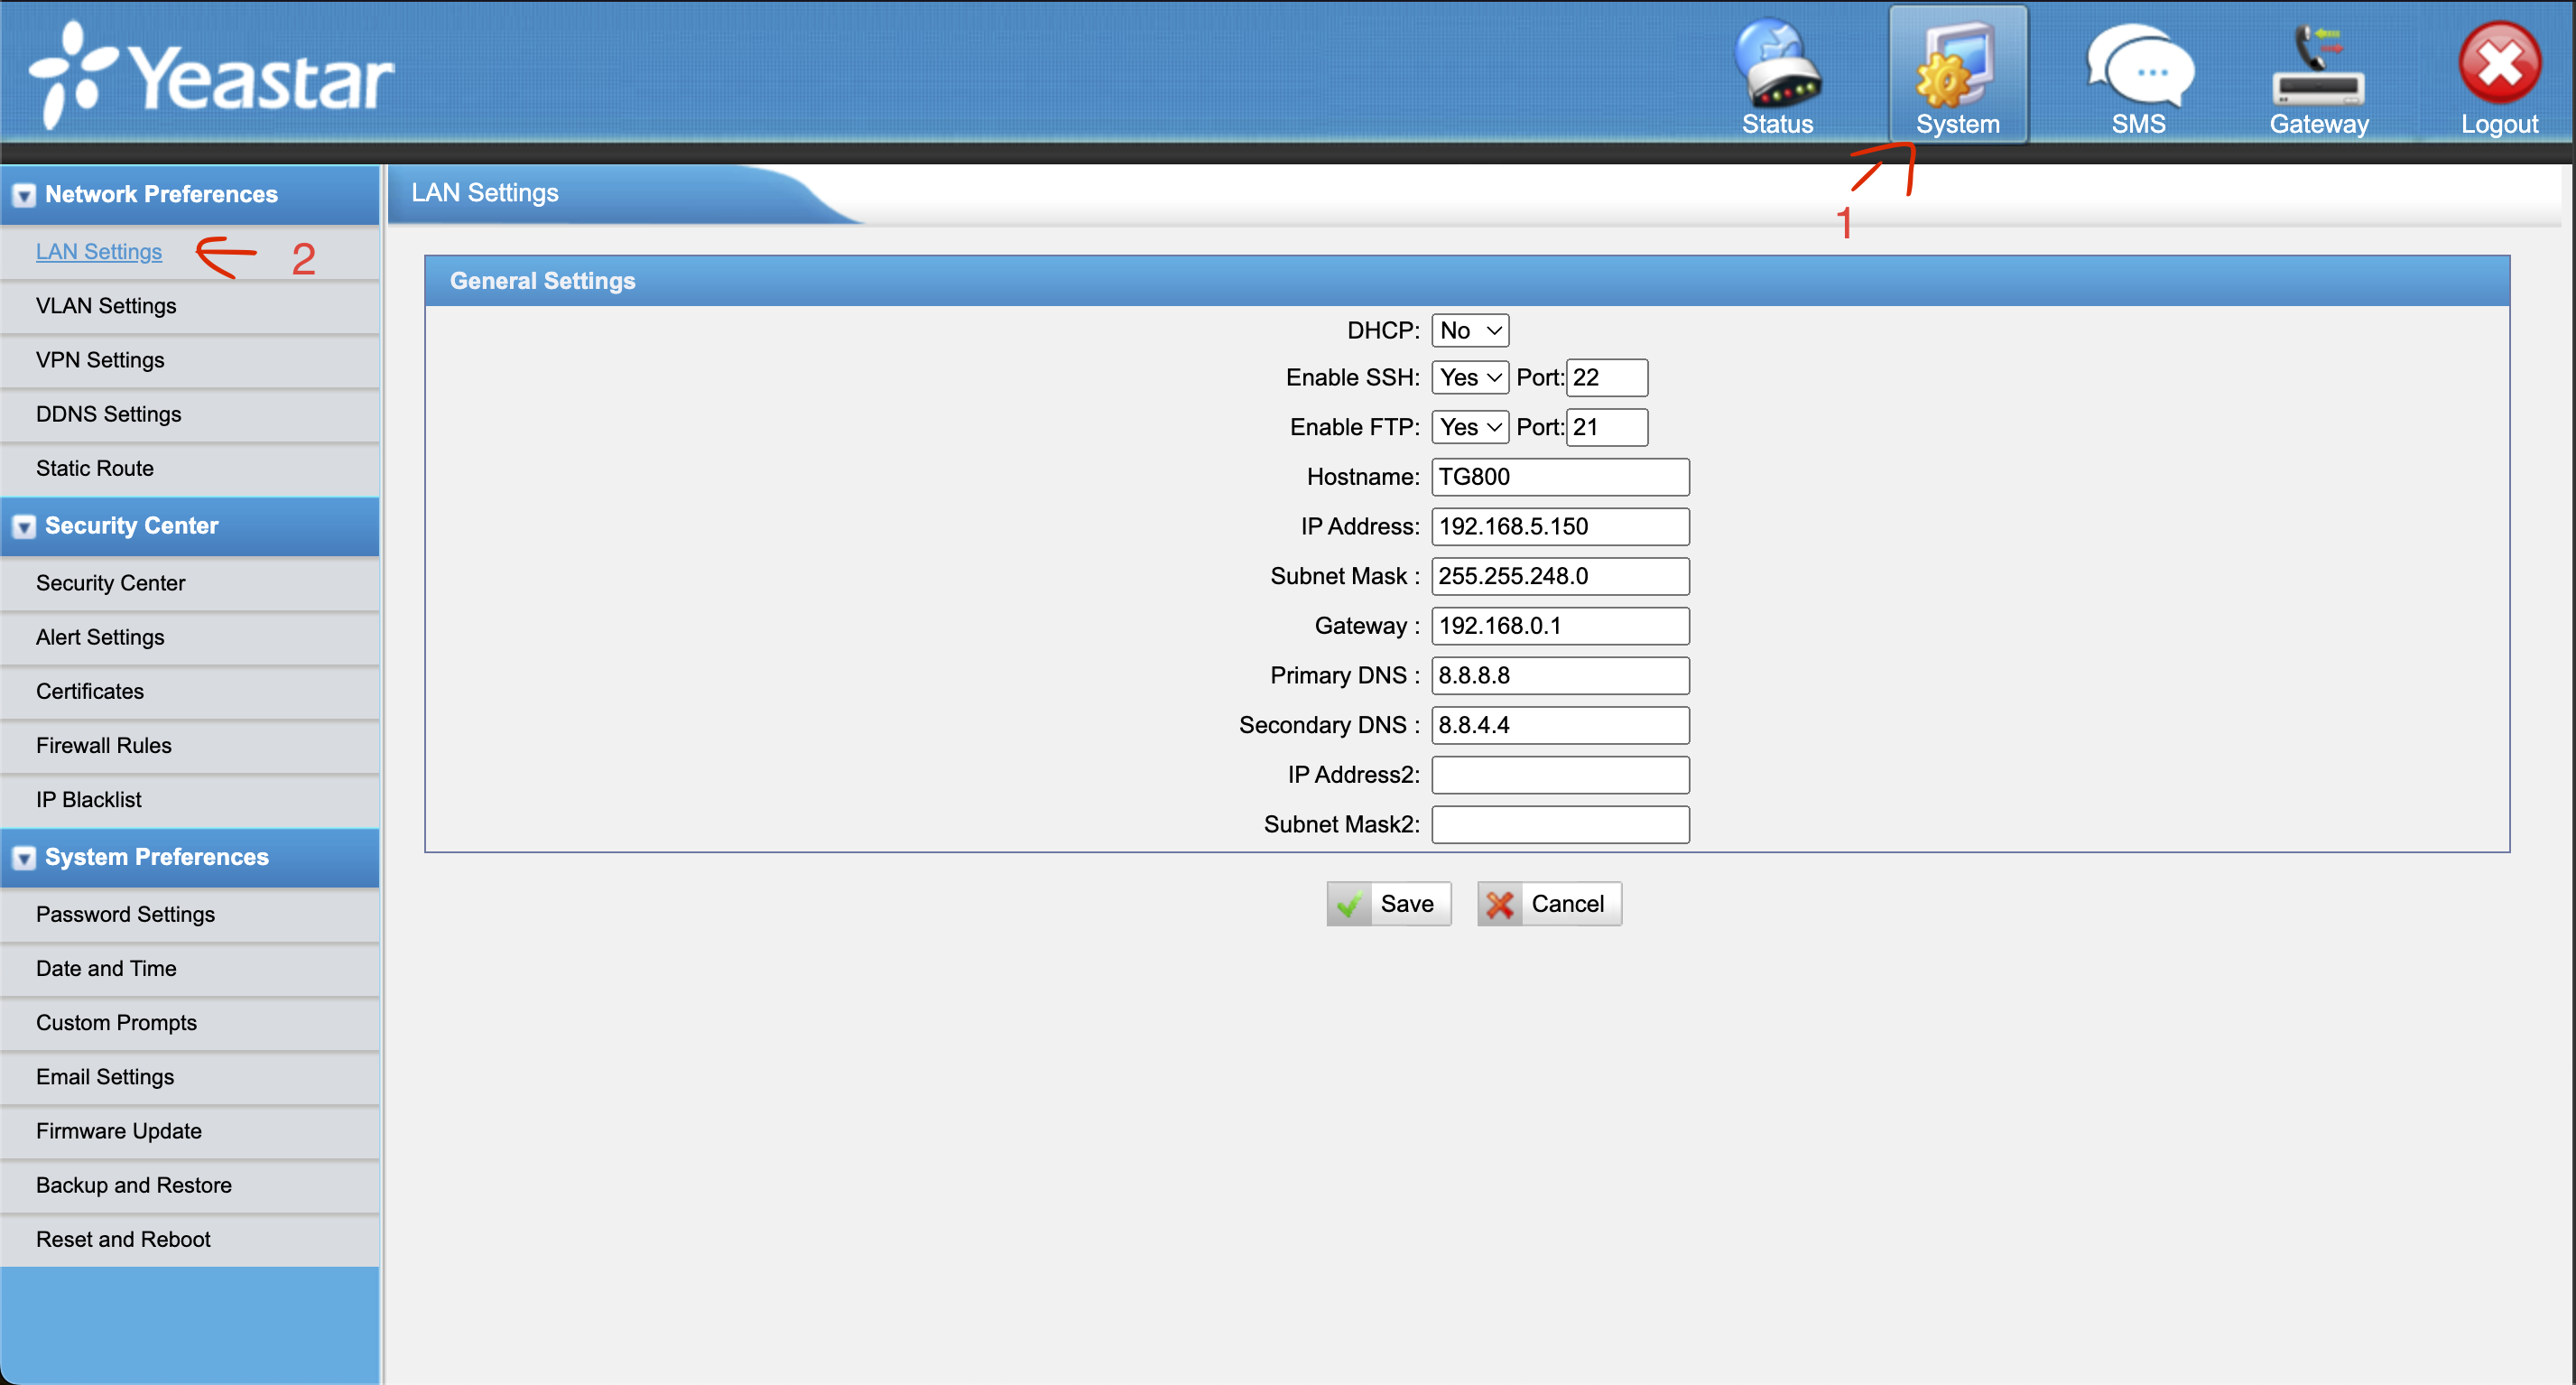 Yeastar
Status
System
SMS
Gateway
Logout
1
Network Preferences
LAN Settings
2
VLAN Settings
VPN Settings
DDNS Settings
Static Route
Security Center
Security Center
Alert Settings
Certificates
Firewall Rules
IP Blacklist
System Preferences
Password Settings
Date and Time
Custom Prompts
Email Settings
Firmware Update
Backup and Restore
Reset and Reboot
LAN Settings
General Settings
DHCP: No
Enable SSH: Yes Port: 22
Enable FTP: Yes Port: 21
Hostname: TG800
IP Address: 192.168.5.150
Subnet Mask : 255.255.248.0
Gateway : 192.168.0.1
Primary DNS : 8.8.8.8
Secondary DNS : 8.8.4.4
IP Address2:
Subnet Mask2:
Save Cancel